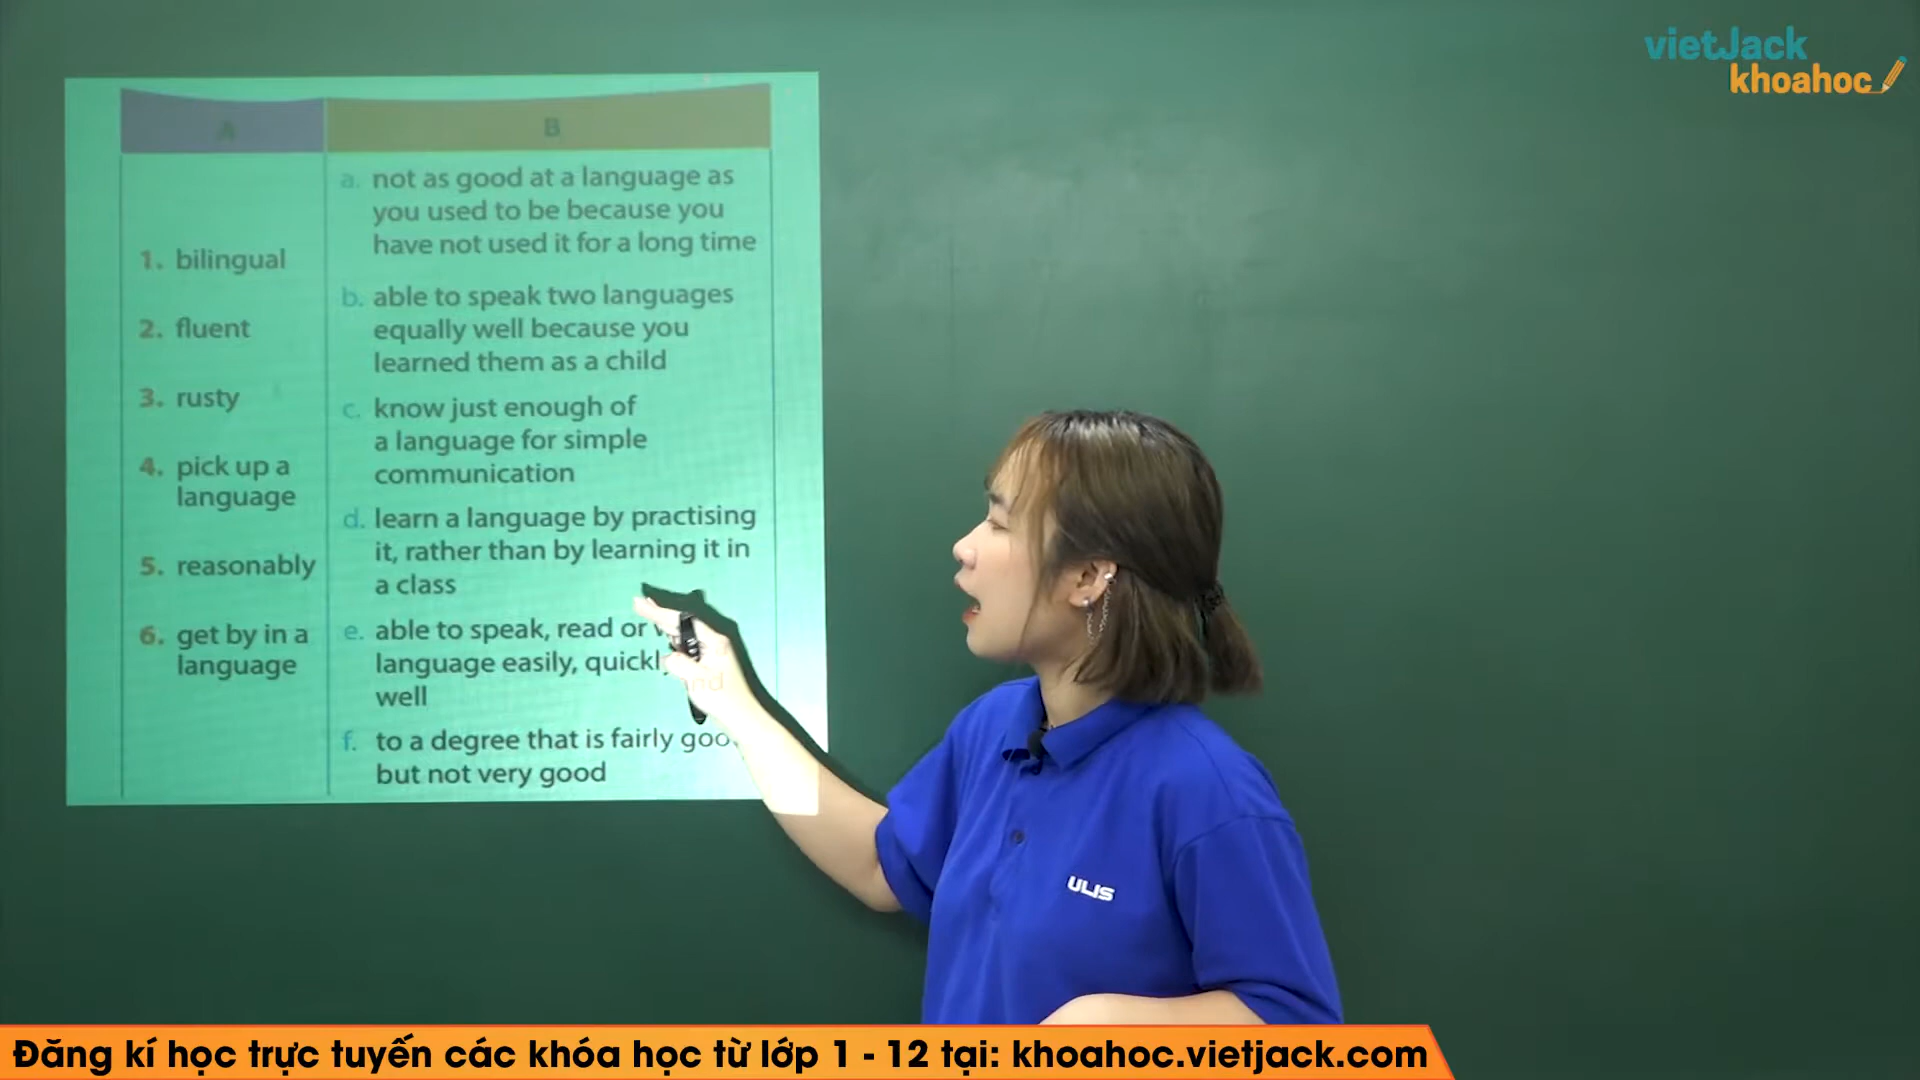 vietJack
khoahoc
A
B
1. bilingual
2. fluent
3. rusty
4. pick up a
language
5. reasonably
6. get by in a
language
a. not as good at a language as
you used to be because you
have not used it for a long time
b. able to speak two languages
equally well because you
learned them as a child
c. know just enough of
a language for simple
communication
d. learn a language by practising
it, rather than by learning it in
a class
e. able to speak, read or
language easily, quickly and
well
f. to a degree that is fairly
but not very good
ULIS
Đăng kí học trực tuyến các khóa học từ lớp 1 - 12 tại: khoahoc.vietjack.com